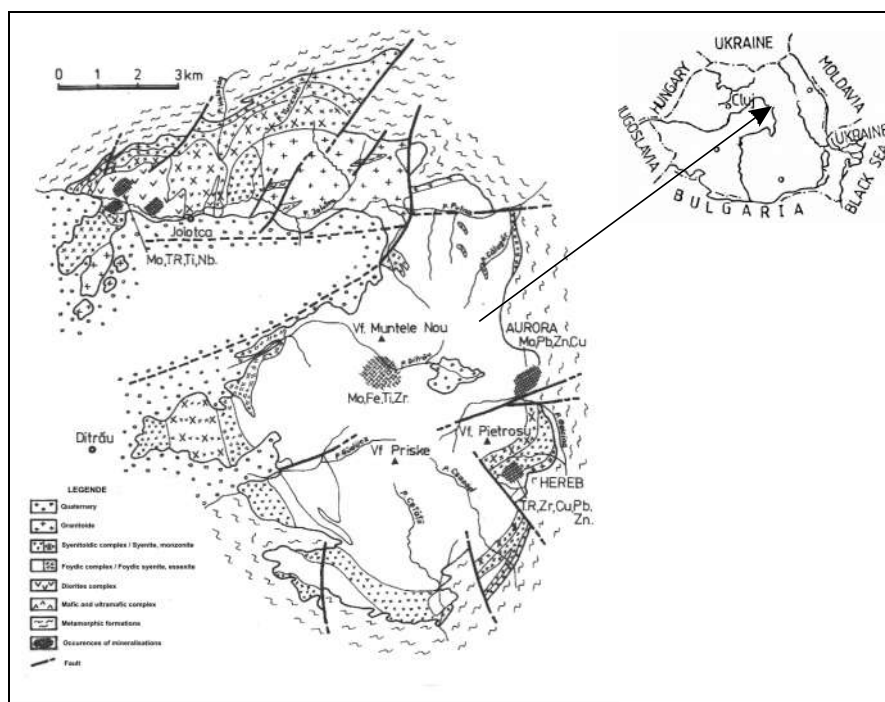 0 1 2 3 km
Jolotca
Mo,TR,Ti,Nb.
Vf. Muntele Nou
Mo,Fe,Ti,Zr.
AURORA
Mo,Pb,Zn,Cu
Ditrău
Vf. Priske
Vf. Pietrosu
HEREB
TR,Zr,Cu,Pb,
Zn.
LEGENDE
Quaternary
Granitoide
Syenitoidic complex / Syenite, monzonite
Foydic complex / Foydic syenite, essexite
Diorites complex
Mafic and ultramafic complex
Metamorphic formations
Occurences of mineralisations
Fault
UKRAINE
HUNGARY
MOLDAVIA
Cluj
IUGOSLAVIA
UKRAINE
BLACK SEA
BULGARIA